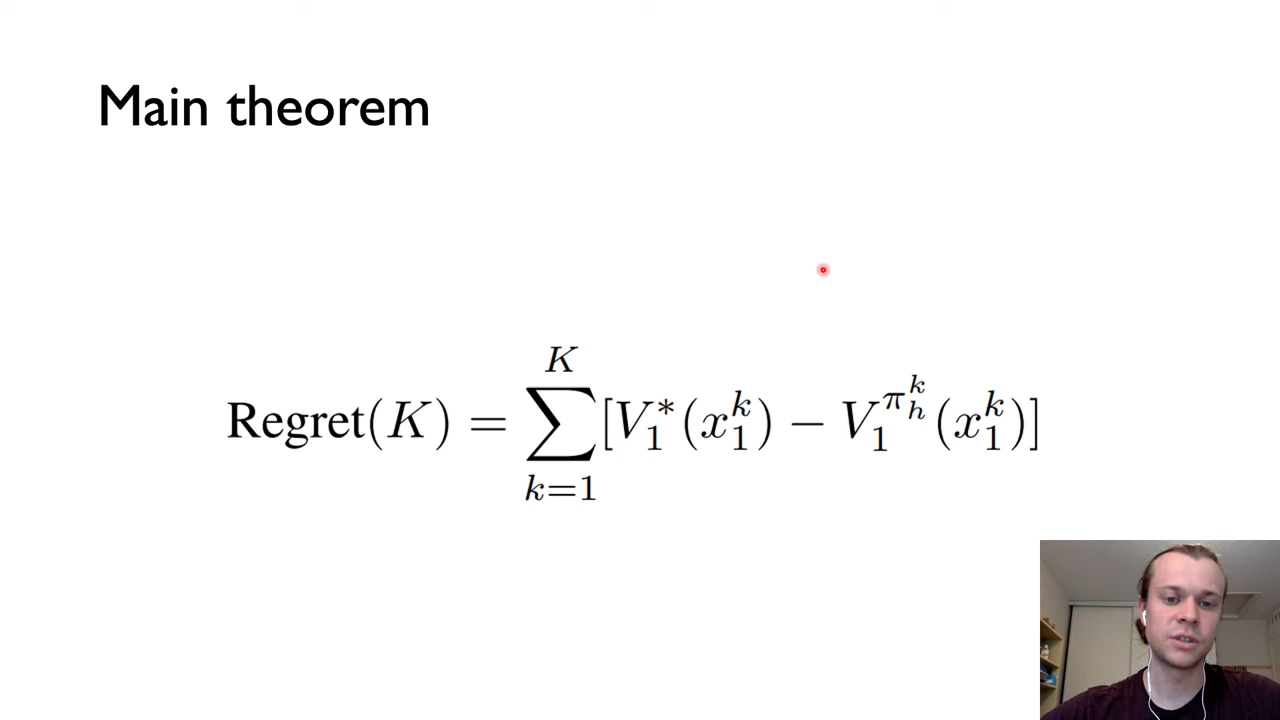 Main theorem
Regret(K) = \sum_{k=1}^{K} [V_1^*(x_1^k) - V_1^{\pi_h^k}(x_1^k)]